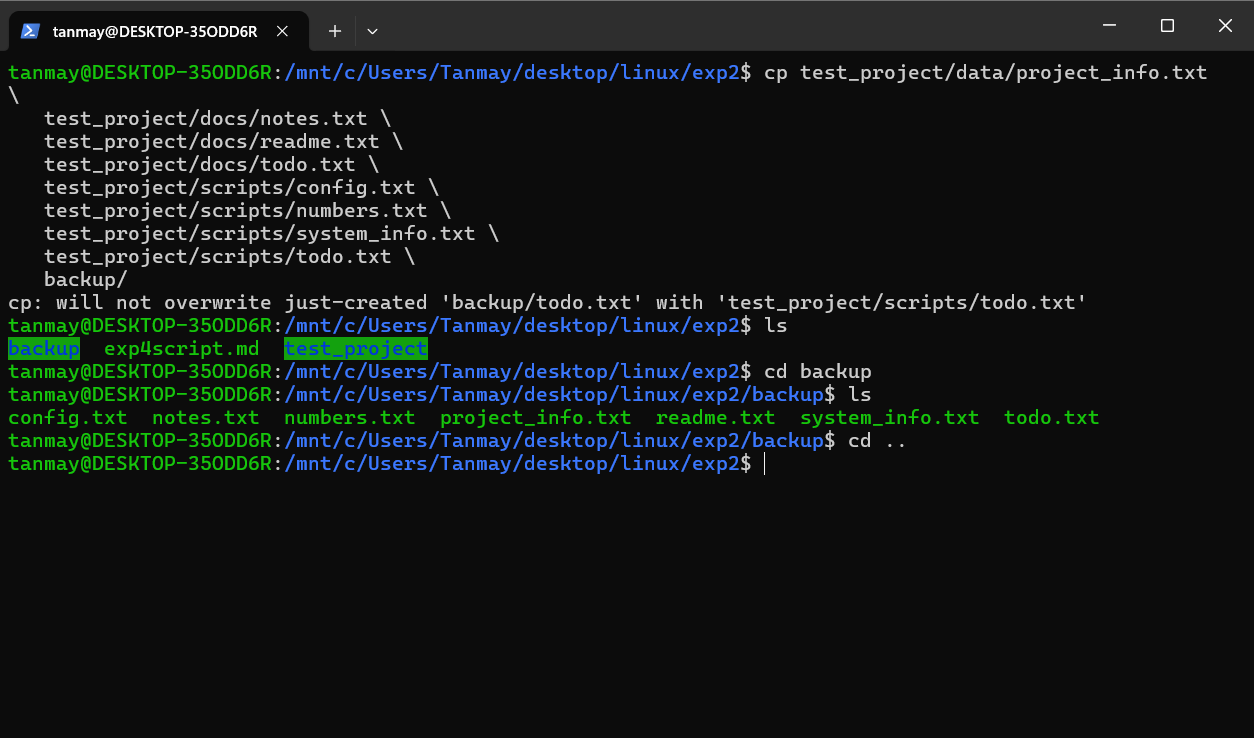 tanmay@DESKTOP-35ODD6R
tanmay@DESKTOP-35ODD6R:/mnt/c/Users/Tanmay/desktop/linux/exp2$ cp test_project/data/project_info.txt
\
   test_project/docs/notes.txt \
   test_project/docs/readme.txt \
   test_project/docs/todo.txt \
   test_project/scripts/config.txt \
   test_project/scripts/numbers.txt \
   test_project/scripts/system_info.txt \
   test_project/scripts/todo.txt \
   backup/
cp: will not overwrite just-created 'backup/todo.txt' with 'test_project/scripts/todo.txt'
tanmay@DESKTOP-35ODD6R:/mnt/c/Users/Tanmay/desktop/linux/exp2$ ls
backup  exp4script.md  test_project
tanmay@DESKTOP-35ODD6R:/mnt/c/Users/Tanmay/desktop/linux/exp2$ cd backup
tanmay@DESKTOP-35ODD6R:/mnt/c/Users/Tanmay/desktop/linux/exp2/backup$ ls
config.txt  notes.txt  numbers.txt  project_info.txt  readme.txt  system_info.txt  todo.txt
tanmay@DESKTOP-35ODD6R:/mnt/c/Users/Tanmay/desktop/linux/exp2/backup$ cd ..
tanmay@DESKTOP-35ODD6R:/mnt/c/Users/Tanmay/desktop/linux/exp2$